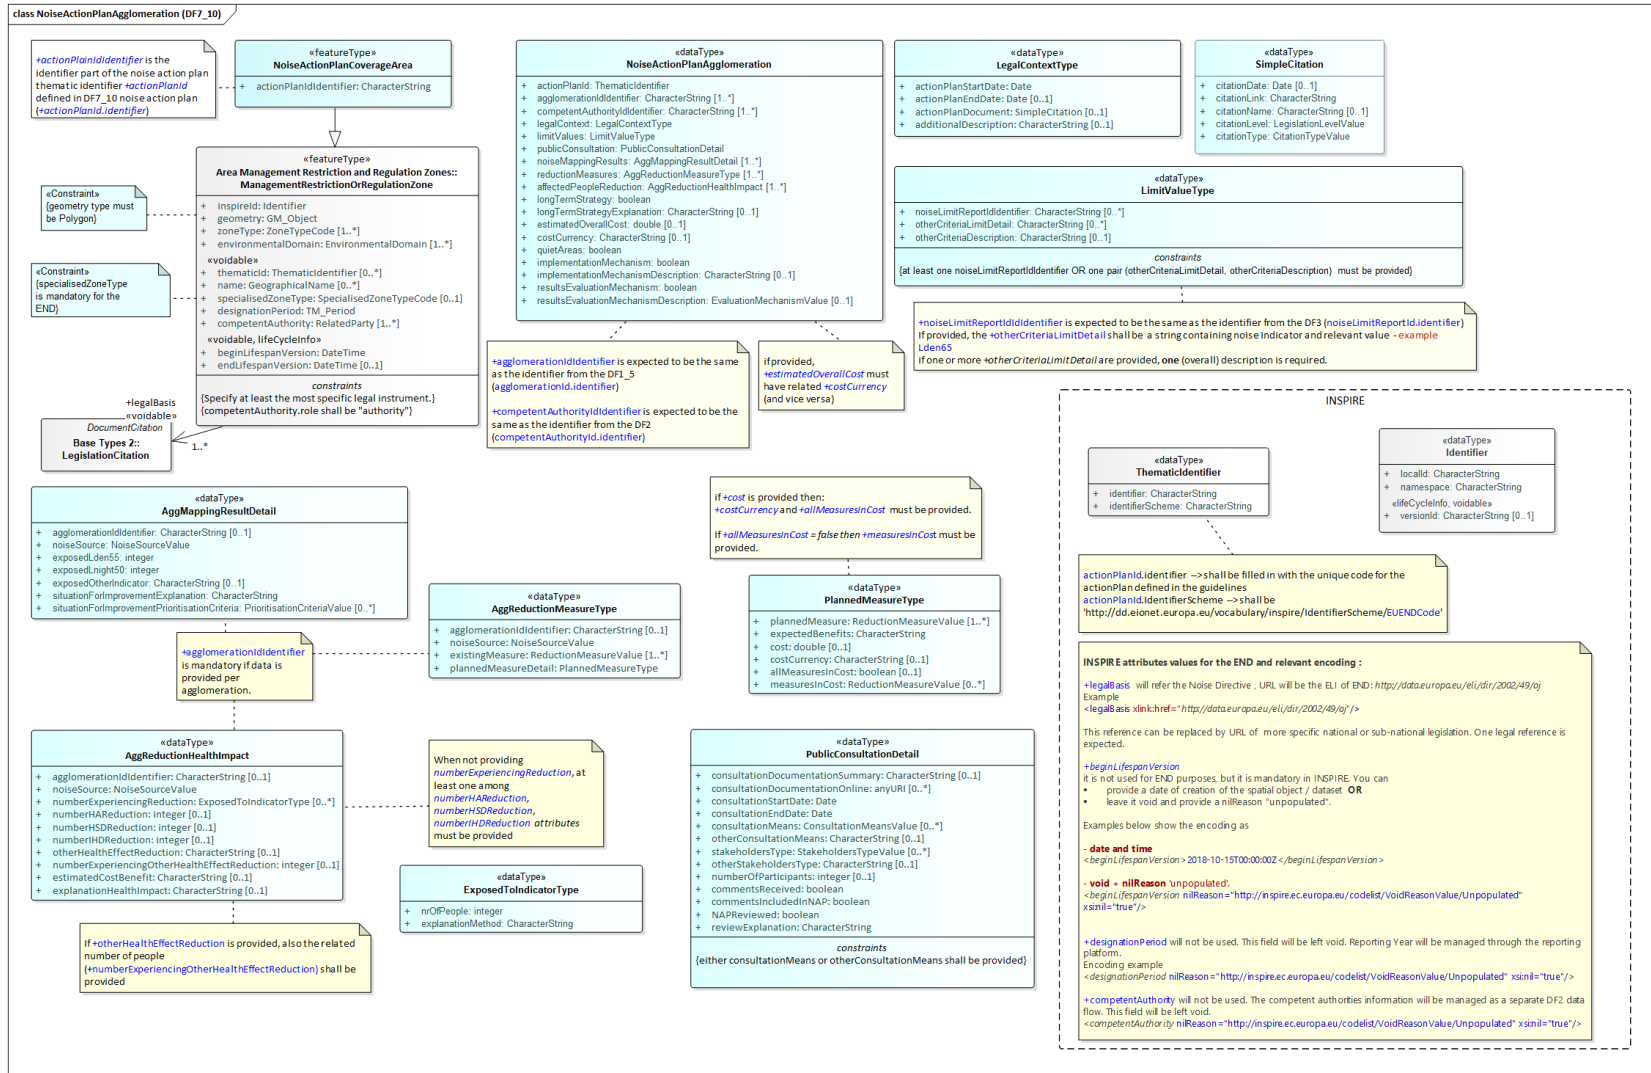 class NoiseActionPlanAgglomeration (DF7_10)
+actionPlainIdIdentifier is the
identifier part of the noise action plan
thematic identifier +actionPlanId
defined in DF7_10 noise action plan
(+actionPlanId.identifier)
«featureType»
NoiseActionPlanCoverageArea
+ actionPlanIdIdentifier: CharacterString
«featureType»
Area Management Restriction and Regulation Zones::
ManagementRestrictionOrRegulationZone
+ inspireId: Identifier
+ geometry: GM_Object
+ zoneType: ZoneTypeCode [1..*]
+ environmentalDomain: EnvironmentalDomain [1..*]
«voidable»
+ thematicId: ThematicIdentifier [0..*]
+ name: GeographicalName [0..*]
+ specialisedZoneType: SpecialisedZoneTypeCode [0..1]
+ designationPeriod: TM_Period
+ competentAuthority: RelatedParty [1..*]
«voidable, lifeCycleInfo»
+ beginLifespanVersion: DateTime
+ endLifespanVersion: DateTime [0..1]
constraints
{Specify at least the most specific legal instrument.}
{competentAuthority.role shall be "authority"}
«Constraint»
{geometry type must
be Polygon}
«Constraint»
{specialisedZoneType
is mandatory for the
END}
+legalBasis
«voidable»
1..*
DocumentCitation
Base Types 2::
LegislationCitation
«dataType»
NoiseActionPlanAgglomeration
+ actionPlanId: ThematicIdentifier
+ agglomerationIdIdentifier: CharacterString [1..*]
+ competentAuthorityIdIdentifier: CharacterString [1..*]
+ legalContext: LegalContextType
+ limitValues: LimitValueType
+ publicConsultation: PublicConsultationDetail
+ noiseMappingResults: AggMappingResultDetail [1..*]
+ reductionMeasures: AggReductionMeasureType [1..*]
+ affectedPeopleReduction: AggReductionHealthImpact [1..*]
+ longTermStrategy: boolean
+ longTermStrategyExplanation: CharacterString [0..1]
+ estimatedOverallCost: double [0..1]
+ costCurrency: CharacterString [0..1]
+ quietAreas: boolean
+ implementationMechanism: boolean
+ implementationMechanismDescription: CharacterString [0..1]
+ resultsEvaluationMechanism: boolean
+ resultsEvaluationMechanismDescription: EvaluationMechanismValue [0..1]
«dataType»
LegalContextType
+ actionPlanStartDate: Date
+ actionPlanEndDate: Date [0..1]
+ actionPlanDocument: SimpleCitation [0..1]
+ additionalDescription: CharacterString [0..1]
«dataType»
SimpleCitation
+ citationDate: Date [0..1]
+ citationLink: CharacterString
+ citationName: CharacterString [0..1]
+ citationLevel: LegislationLevelValue
+ citationType: CitationTypeValue
«dataType»
LimitValueType
+ noiseLimitReportIdIdentifier: CharacterString [0..*]
+ otherCriteriaLimitDetail: CharacterString [0..*]
+ otherCriteriaDescription: CharacterString [0..1]
constraints
{at least one noiseLimitReportIdIdentifier OR one pair (otherCriteriaLimitDetail, otherCriteriaDescription) must be provided}
+noiseLimitReportIdIdIdentifier is expected to be the same as the identifier from the DF3 (noiseLimitReportId.identifier)
If provided, the +otherCriteriaLimitDetail shall be a string containing noise Indicator and relevant value - example
Lden65
if one or more +otherCriteriaLimitDetail are provided, one (overall) description is required.
+agglomerationIdIdentifier is expected to be the same
as the identifier from the DF1_5
(agglomerationId.identifier)
+competentAuthorityIdIdentifier is expected to be the
same as the identifier from the DF2
(competentAuthorityId.identifier)
if provided,
+estimatedOverallCost must
have related +costCurrency
(and vice versa)
INSPIRE
«dataType»
ThematicIdentifier
+ identifier: CharacterString
+ identifierScheme: CharacterString
«dataType»
Identifier
+ localId: CharacterString
+ namespace: CharacterString
«lifeCycleInfo, voidable»
+ versionId: CharacterString [0..1]
actionPlanId.identifier --> shall be filled in with the unique code for the
actionPlan defined in the guidelines
actionPlanId.IdentifierScheme --> shall be
'http://dd.eionet.europa.eu/vocabulary/inspire/IdentifierScheme/EUENDCode'
INSPIRE attributes values for the END and relevant encoding :
+legalBasis will refer the Noise Directive , URL will be the ELI of END: http://data.europa.eu/eli/dir/2002/49/oj
Example
<legalBasis xlink:href="http://data.europa.eu/eli/dir/2002/49/oj"/>
This reference can be replaced by URL of more specific national or sub-national legislation. One legal reference is
expected.
+beginLifespanVersion
it is not used for END purposes, but it is mandatory in INSPIRE. You can
• provide a date of creation of the spatial object / dataset OR
• leave it void and provide a nilReason "unpopulated".
Examples below show the encoding as
- date and time
<beginLifespanVersion>2018-10-15T00:00:00Z</beginLifespanVersion>
- void + nilReason 'unpopulated'.
<beginLifespanVersion nilReason="http://inspire.ec.europa.eu/codelist/VoidReasonValue/Unpopulated"
xsi:nil="true"/>
+designationPeriod will not be used. This field will be left void. Reporting Year will be managed through the reporting
platform.
Encoding example
<designationPeriod nilReason="http://inspire.ec.europa.eu/codelist/VoidReasonValue/Unpopulated" xsi:nil="true"/>
+competentAuthority will not be used. The competent authorities information will be managed as a separate DF2 data
flow. This field will be left void.
<competentAuthority nilReason="http://inspire.ec.europa.eu/codelist/VoidReasonValue/Unpopulated" xsi:nil="true"/>
«dataType»
AggMappingResultDetail
+ agglomerationIdIdentifier: CharacterString [0..1]
+ noiseSource: NoiseSourceValue
+ exposedLden55: integer
+ exposedLnight50: integer
+ exposedOtherIndicator: CharacterString [0..1]
+ situationForImprovementExplanation: CharacterString
+ situationForImprovementPrioritisationCriteria: PrioritisationCriteriaValue [0..*]
+agglomerationIdIdentifier
is mandatory if data is
provided per
agglomeration.
«dataType»
AggReductionMeasureType
+ agglomerationIdIdentifier: CharacterString [0..1]
+ noiseSource: NoiseSourceValue
+ existingMeasure: ReductionMeasureValue [1..*]
+ plannedMeasureDetail: PlannedMeasureType
if +cost is provided then:
+costCurrency and +allMeasuresInCost must be provided.
If +allMeasuresInCost = false then +measuresInCost must be
provided.
«dataType»
PlannedMeasureType
+ plannedMeasure: ReductionMeasureValue [1..*]
+ expectedBenefits: CharacterString
+ cost: double [0..1]
+ costCurrency: CharacterString [0..1]
+ allMeasuresInCost: boolean [0..1]
+ measuresInCost: ReductionMeasureValue [0..*]
«dataType»
AggReductionHealthImpact
+ agglomerationIdIdentifier: CharacterString [0..1]
+ noiseSource: NoiseSourceValue
+ numberExperiencingReduction: ExposedToIndicatorType [0..*]
+ numberHAReduction: integer [0..1]
+ numberHSDReduction: integer [0..1]
+ numberIHDReduction: integer [0..1]
+ otherHealthEffectReduction: CharacterString [0..1]
+ numberExperiencingOtherHealthEffectReduction: integer [0..1]
+ estimatedCostBenefit: CharacterString [0..1]
+ explanationHealthImpact: CharacterString [0..1]
When not providing
numberExperiencingReduction, at
least one among
numberHAReduction,
numberHSDReduction,
numberIHDReduction attributes
must be provided
«dataType»
ExposedToIndicatorType
+ nrOfPeople: integer
+ explanationMethod: CharacterString
If +otherHealthEffectReduction is provided, also the related
number of people
(+numberExperiencingOtherHealthEffectReduction) shall be
provided
«dataType»
PublicConsultationDetail
+ consultationDocumentationSummary: CharacterString [0..1]
+ consultationDocumentationOnline: anyURI [0..*]
+ consultationStartDate: Date
+ consultationEndDate: Date
+ consultationMeans: ConsultationMeansValue [0..*]
+ otherConsultationMeans: CharacterString [0..1]
+ stakeholdersType: StakeholdersTypeValue [0..*]
+ otherStakeholdersType: CharacterString [0..1]
+ numberOfParticipants: integer [0..1]
+ commentsReceived: boolean
+ commentsIncludedInNAP: boolean
+ NAPReviewed: boolean
+ reviewExplanation: CharacterString
constraints
{either consultationMeans or otherConsultationMeans shall be provided}